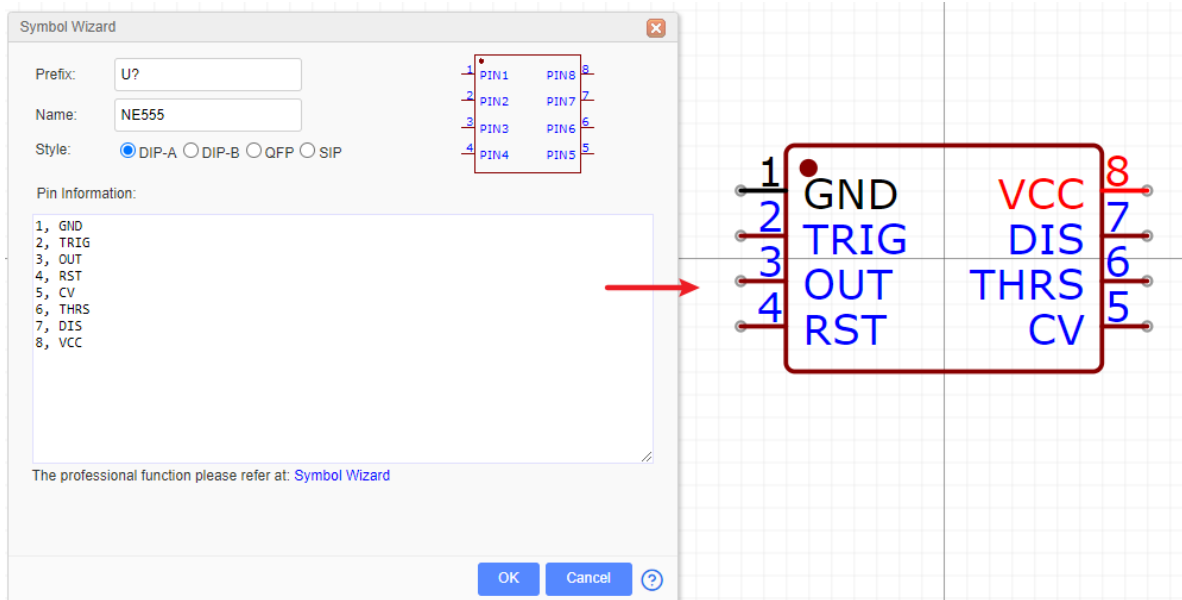 Symbol Wizard
Prefix: U?
Name: NE555
Style: DIP-A DIP-B QFP SIP
1 PIN1 PIN8 8
2 PIN2 PIN7 7
3 PIN3 PIN6 6
4 PIN4 PIN5 5
Pin Information:
1, GND
2, TRIG
3, OUT
4, RST
5, CV
6, THRS
7, DIS
8, VCC
The professional function please refer at: Symbol Wizard
OK Cancel ?
1 GND VCC 8
2 TRIG DIS 7
3 OUT THRS 6
4 RST CV 5